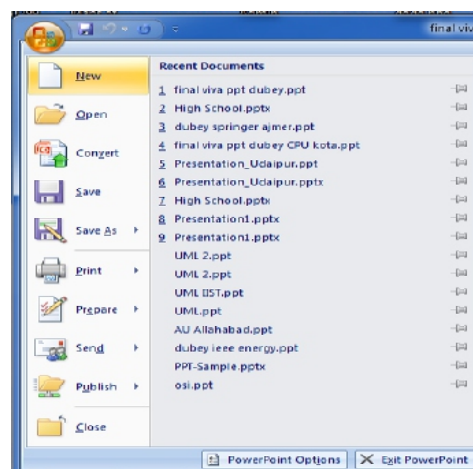 final viv
New
Open
Convert
Save
Save As
Print
Prepare
Send
Publish
Close
Recent Documents
1 final viva ppt dubey.ppt
2 High School.pptx
3 dubey springer ajmer.ppt
4 final viva ppt dubey CPU kota.ppt
5 Presentation_Udaipur.ppt
6 Presentation_Udaipur.pptx
7 High School.pptx
8 Presentation1.pptx
9 Presentation1.pptx
UML 2.ppt
UML 2.ppt
UML IIST.ppt
UML.ppt
AU Allahabad.ppt
dubey ieee energy.ppt
PPT-Sample.pptx
osi.ppt
PowerPoint Options
Exit PowerPoint